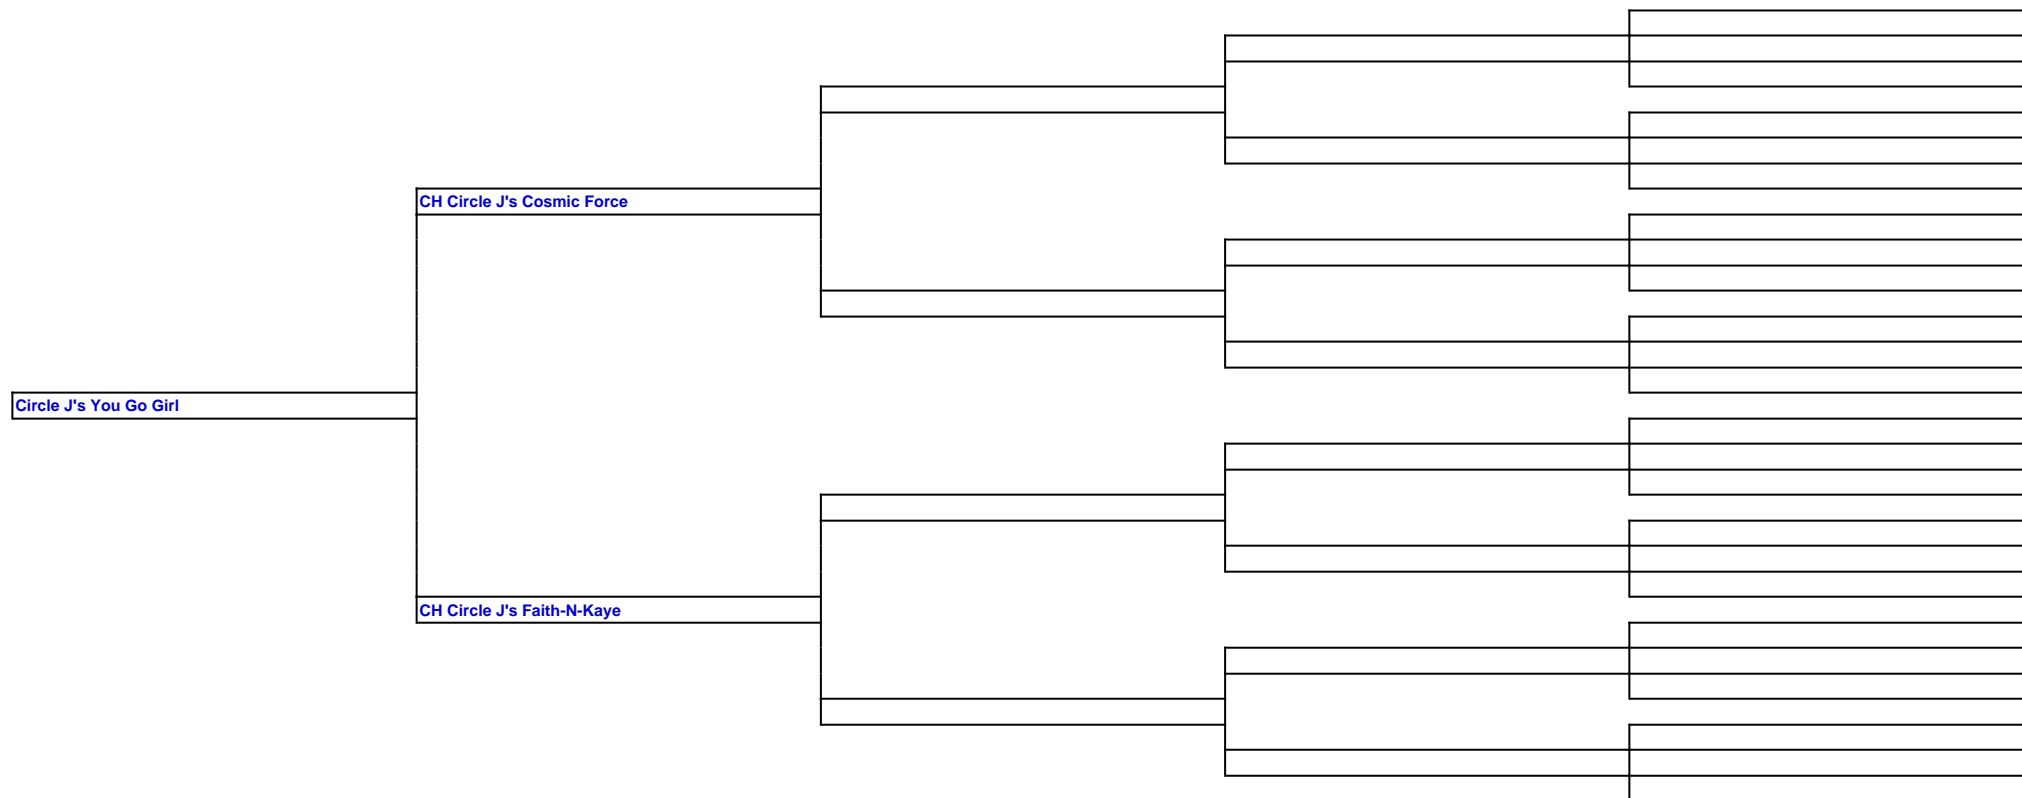 CH Circle J's Cosmic Force
Circle J's You Go Girl
CH Circle J's Faith-N-Kaye